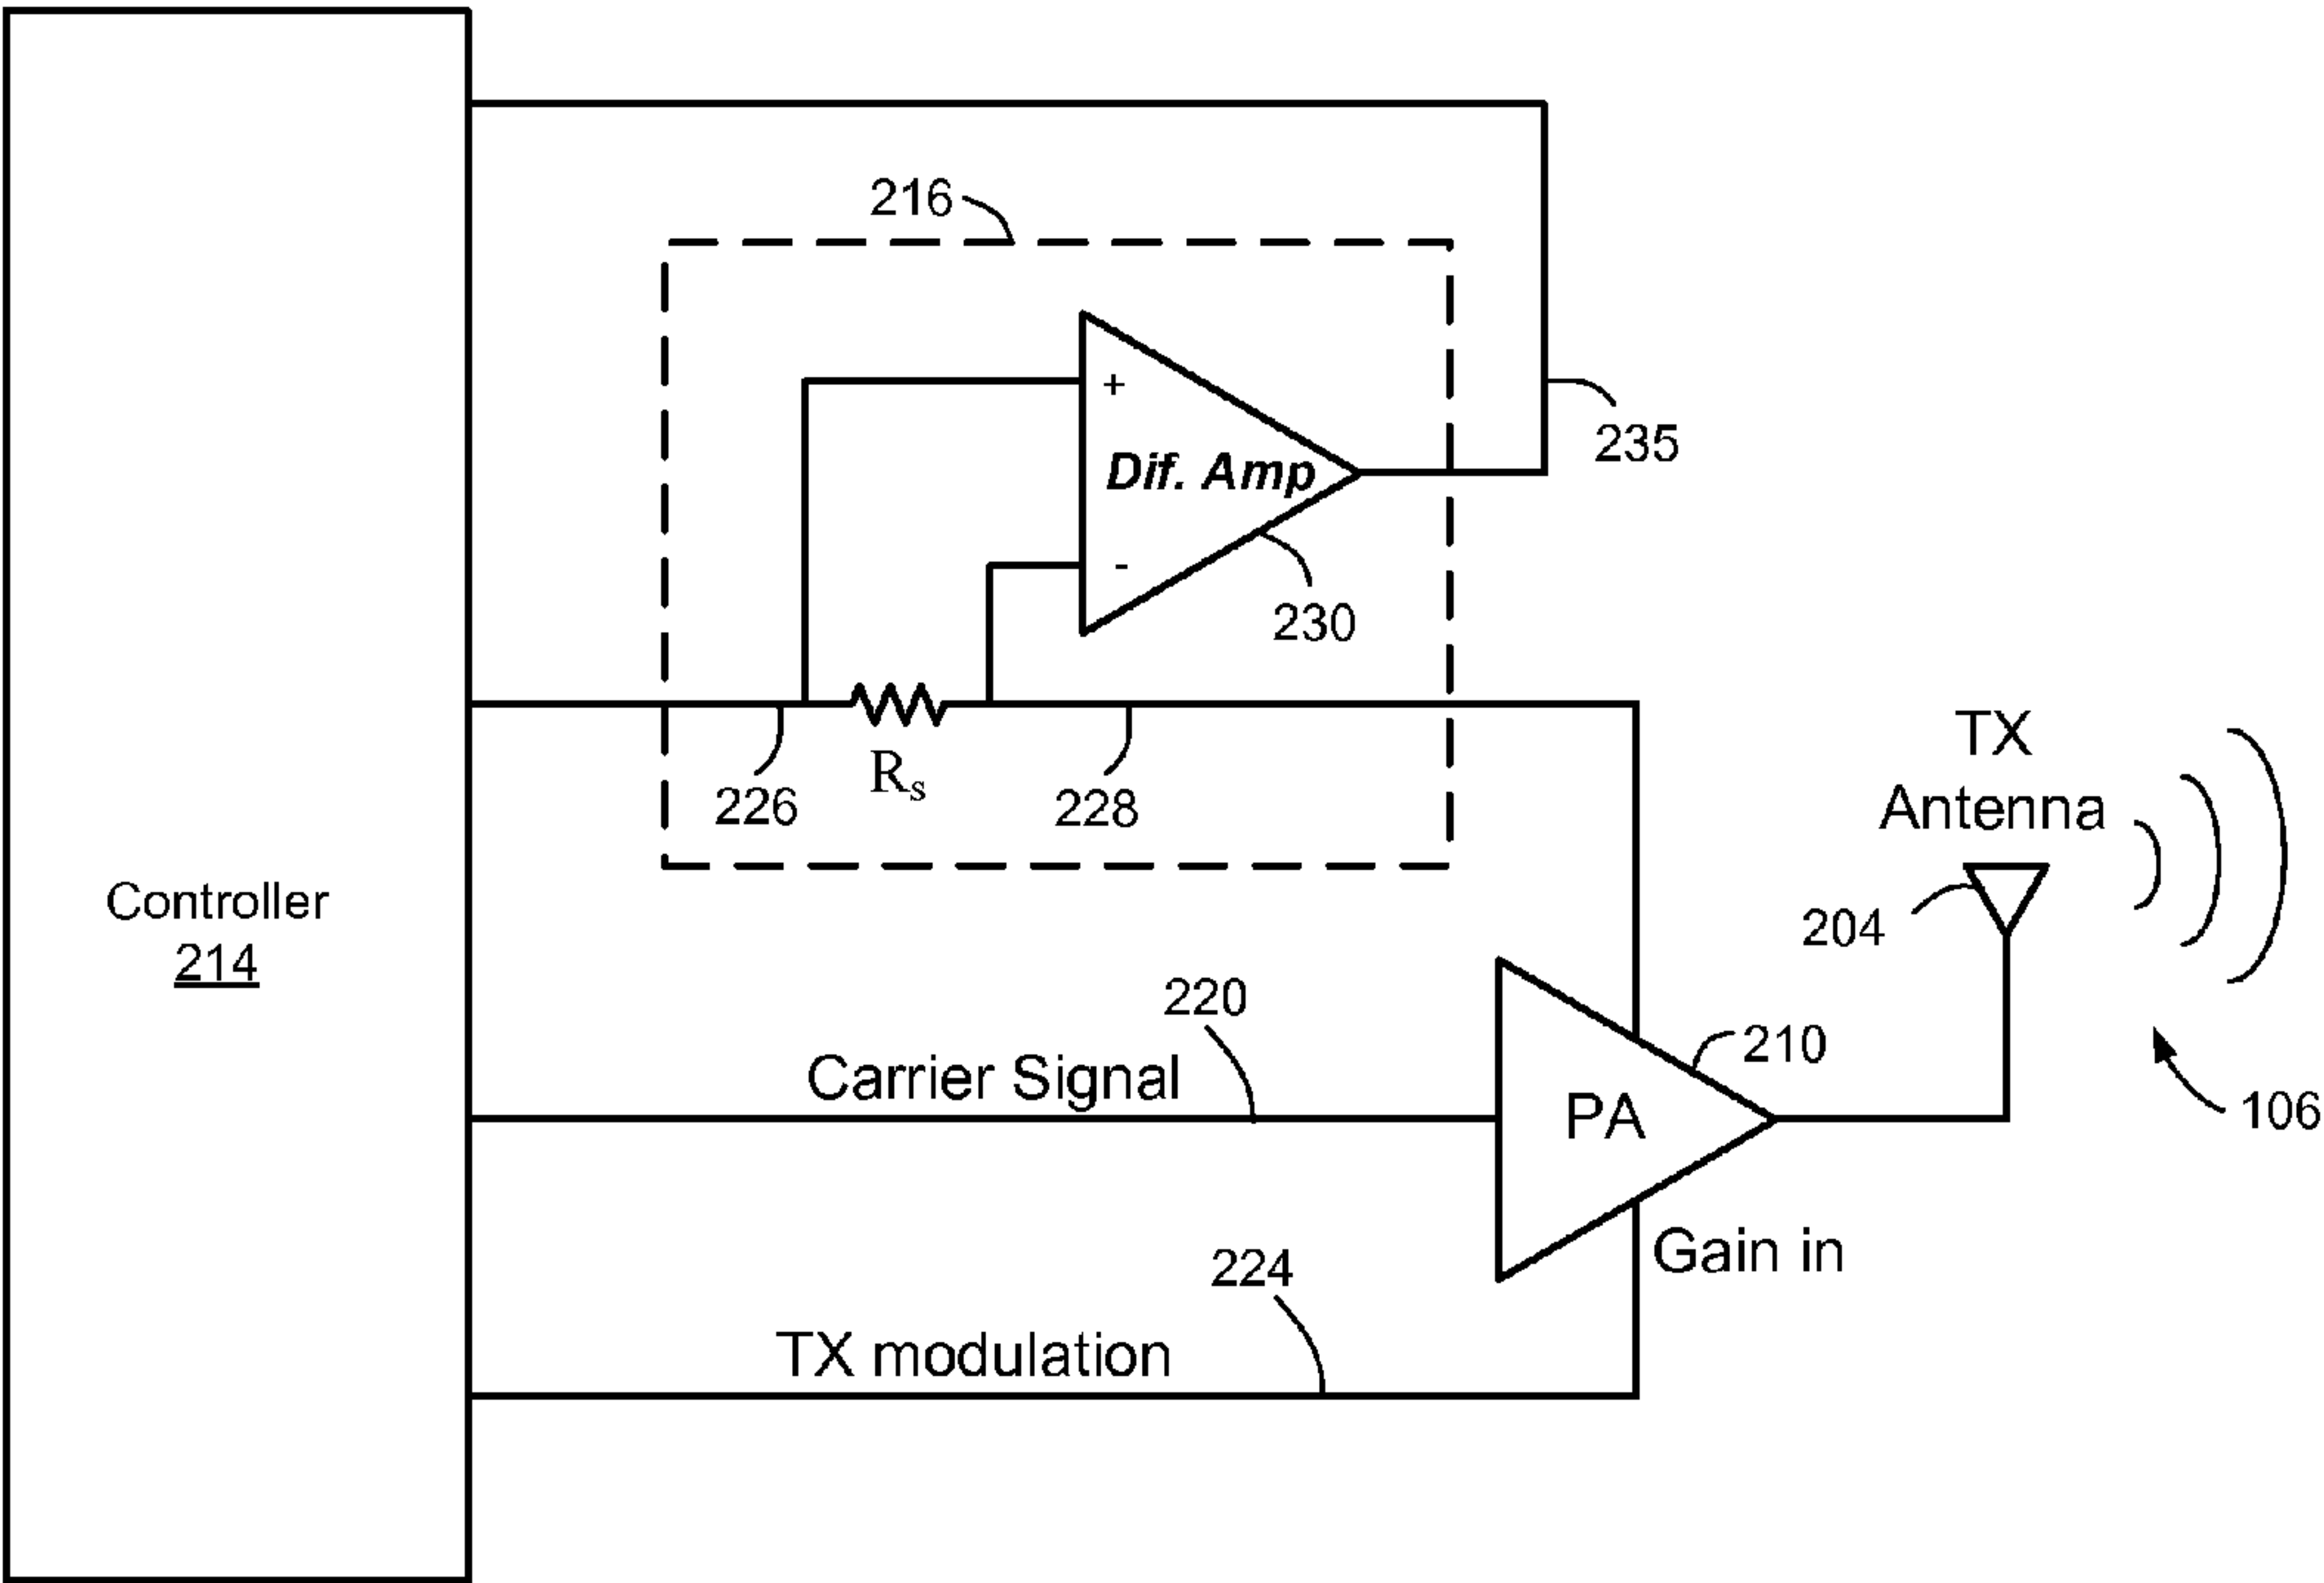 216
+
Dif. Amp
235
-
230
TX
Antenna
Rs
226
228
Controller
214
204
220
210
Carrier Signal
PA
106
Gain in
224
TX modulation